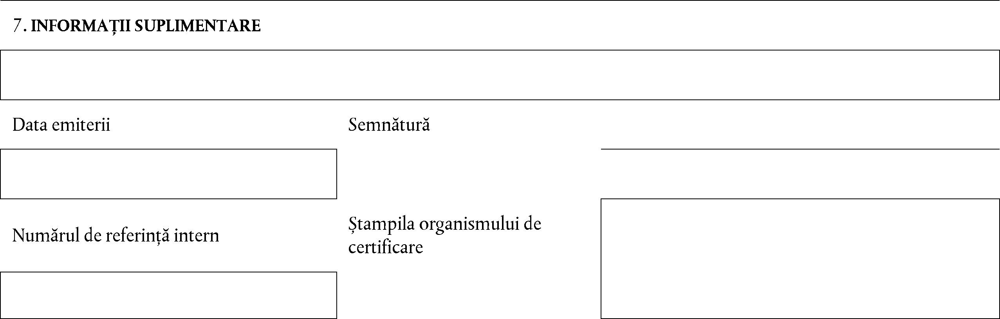 7. INFORMAȚII SUPLIMENTARE
Data emiterii
Semnătură
Numărul de referință intern
Ștampila organismului de
certificare